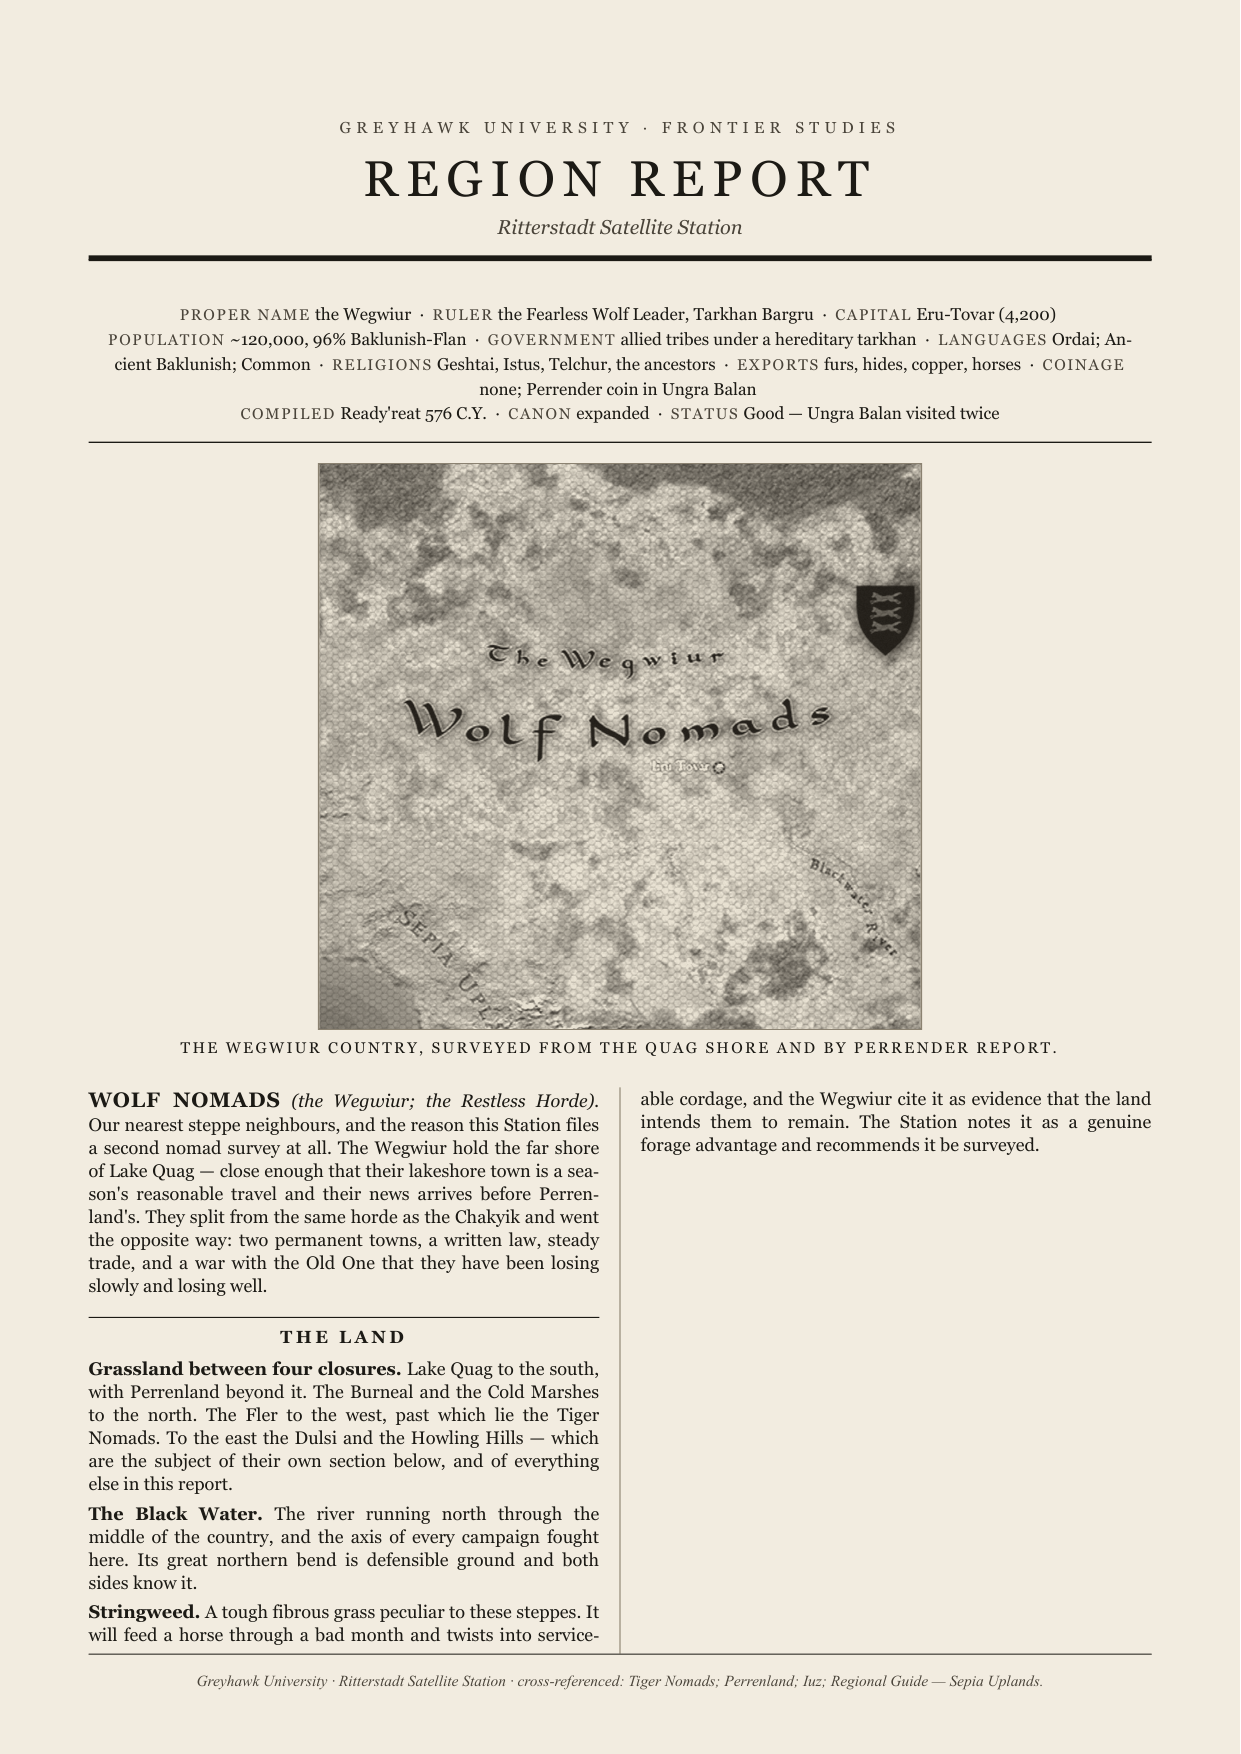 GREYHAWK UNIVERSITY · FRONTIER STUDIES
REGION REPORT
Ritterstadt Satellite Station
PROPER NAME the Wegwiur · RULER the Fearless Wolf Leader, Tarkhan Bargru · CAPITAL Eru-Tovar (4,200)
POPULATION ~120,000, 96% Baklunish-Flan · GOVERNMENT allied tribes under a hereditary tarkhan · LANGUAGES Ordai; An-
cient Baklunish; Common · RELIGIONS Geshtai, Istus, Telchur, the ancestors · EXPORTS furs, hides, copper, horses · COINAGE
none; Perrender coin in Ungra Balan
COMPILED Ready'reat 576 C.Y. · CANON expanded · STATUS Good — Ungra Balan visited twice
The Wegwiur
Wolf Nomads
Eru Tovar
Blackwater River
SEPIA UPL
THE WEGWIUR COUNTRY, SURVEYED FROM THE QUAG SHORE AND BY PERRENDER REPORT.
WOLF NOMADS (the Wegwiur; the Restless Horde).
Our nearest steppe neighbours, and the reason this Station files
a second nomad survey at all. The Wegwiur hold the far shore
of Lake Quag — close enough that their lakeshore town is a sea-
son's reasonable travel and their news arrives before Perren-
land's. They split from the same horde as the Chakyik and went
the opposite way: two permanent towns, a written law, steady
trade, and a war with the Old One that they have been losing
slowly and losing well.
THE LAND
Grassland between four closures. Lake Quag to the south,
with Perrenland beyond it. The Burneal and the Cold Marshes
to the north. The Fler to the west, past which lie the Tiger
Nomads. To the east the Dulsi and the Howling Hills — which
are the subject of their own section below, and of everything
else in this report.
The Black Water. The river running north through the
middle of the country, and the axis of every campaign fought
here. Its great northern bend is defensible ground and both
sides know it.
Stringweed. A tough fibrous grass peculiar to these steppes. It
will feed a horse through a bad month and twists into service-
able cordage, and the Wegwiur cite it as evidence that the land
intends them to remain. The Station notes it as a genuine
forage advantage and recommends it be surveyed.
Greyhawk University · Ritterstadt Satellite Station · cross-referenced: Tiger Nomads; Perrenland; Iuz; Regional Guide — Sepia Uplands.